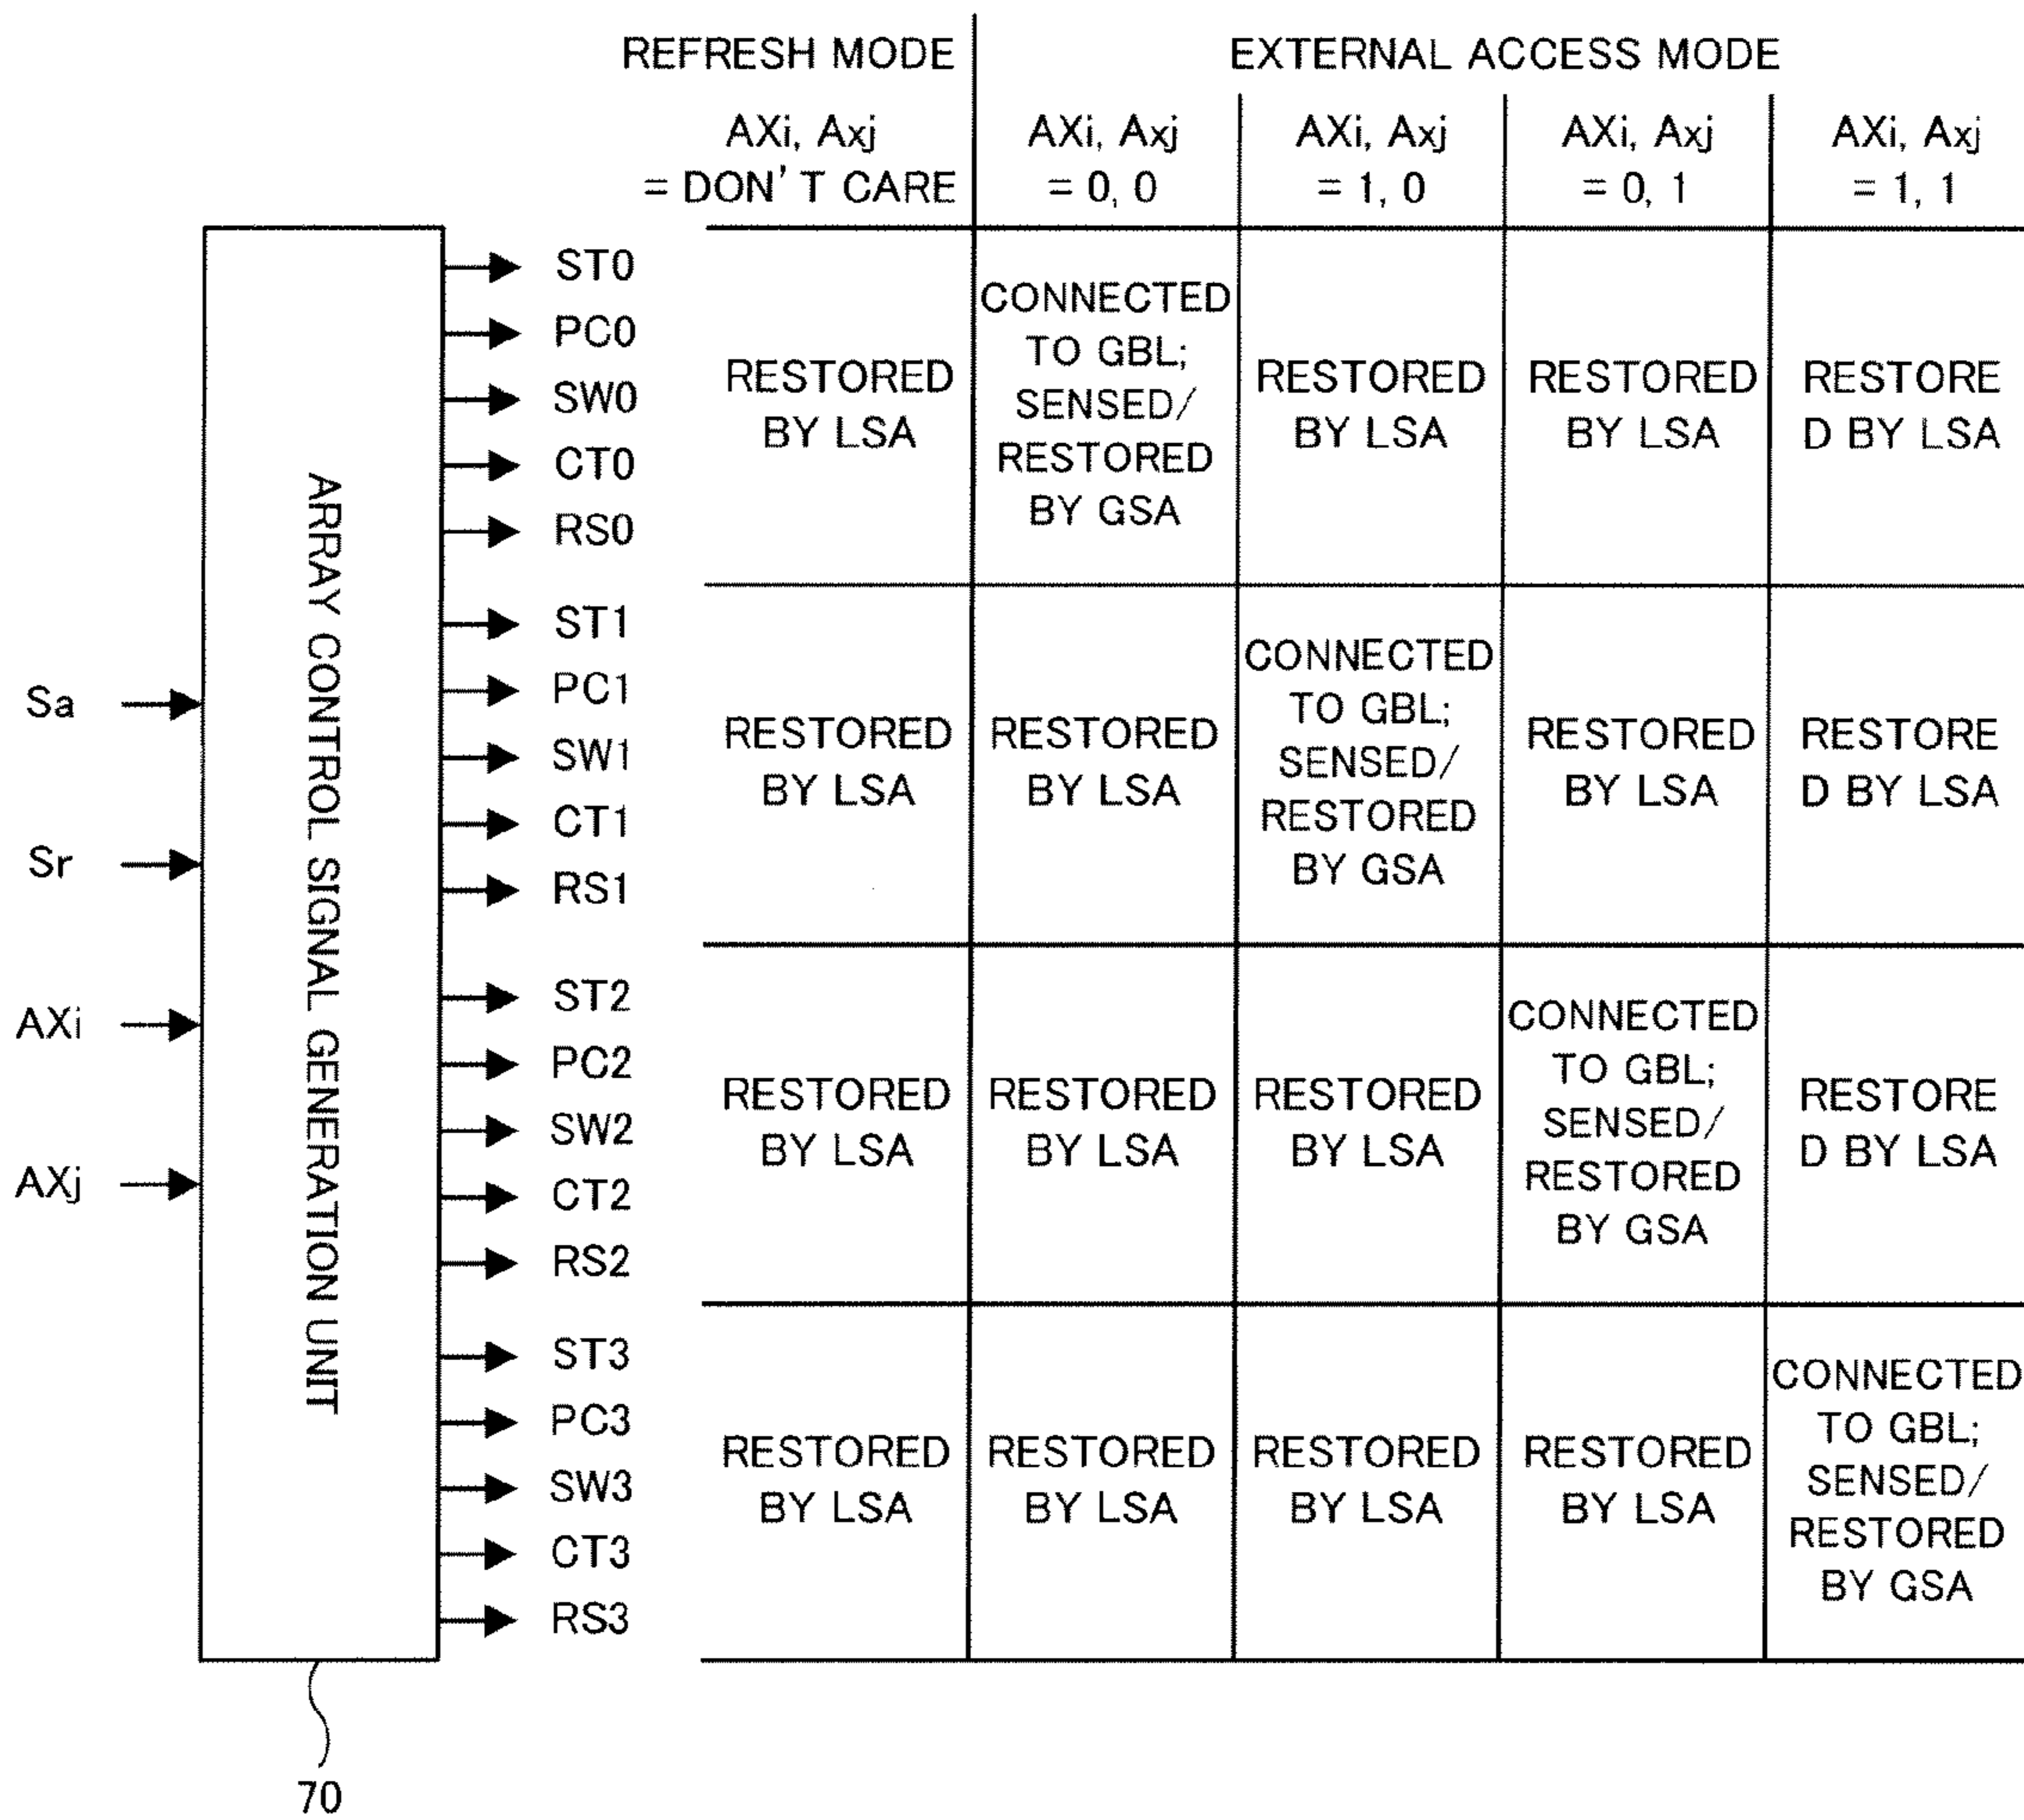 REFRESH MODE
EXTERNAL ACCESS MODE
AXi, Axj
= DON'T CARE
AXi, Axj
= 0, 0
AXi, Axj
= 1, 0
AXi, Axj
= 0, 1
AXi, Axj
= 1, 1
Sa
Sr
AXi
AXj
ARRAY CONTROL SIGNAL GENERATION UNIT
70
ST0
PC0
SW0
CT0
RS0
RESTORED
BY LSA
CONNECTED
TO GBL;
SENSED/
RESTORED
BY GSA
RESTORED
BY LSA
RESTORED
BY LSA
RESTORE
D BY LSA
ST1
PC1
SW1
CT1
RS1
RESTORED
BY LSA
RESTORED
BY LSA
CONNECTED
TO GBL;
SENSED/
RESTORED
BY GSA
RESTORED
BY LSA
RESTORE
D BY LSA
ST2
PC2
SW2
CT2
RS2
RESTORED
BY LSA
RESTORED
BY LSA
RESTORED
BY LSA
CONNECTED
TO GBL;
SENSED/
RESTORED
BY GSA
RESTORE
D BY LSA
ST3
PC3
SW3
CT3
RS3
RESTORED
BY LSA
RESTORED
BY LSA
RESTORED
BY LSA
RESTORED
BY LSA
CONNECTED
TO GBL;
SENSED/
RESTORED
BY GSA